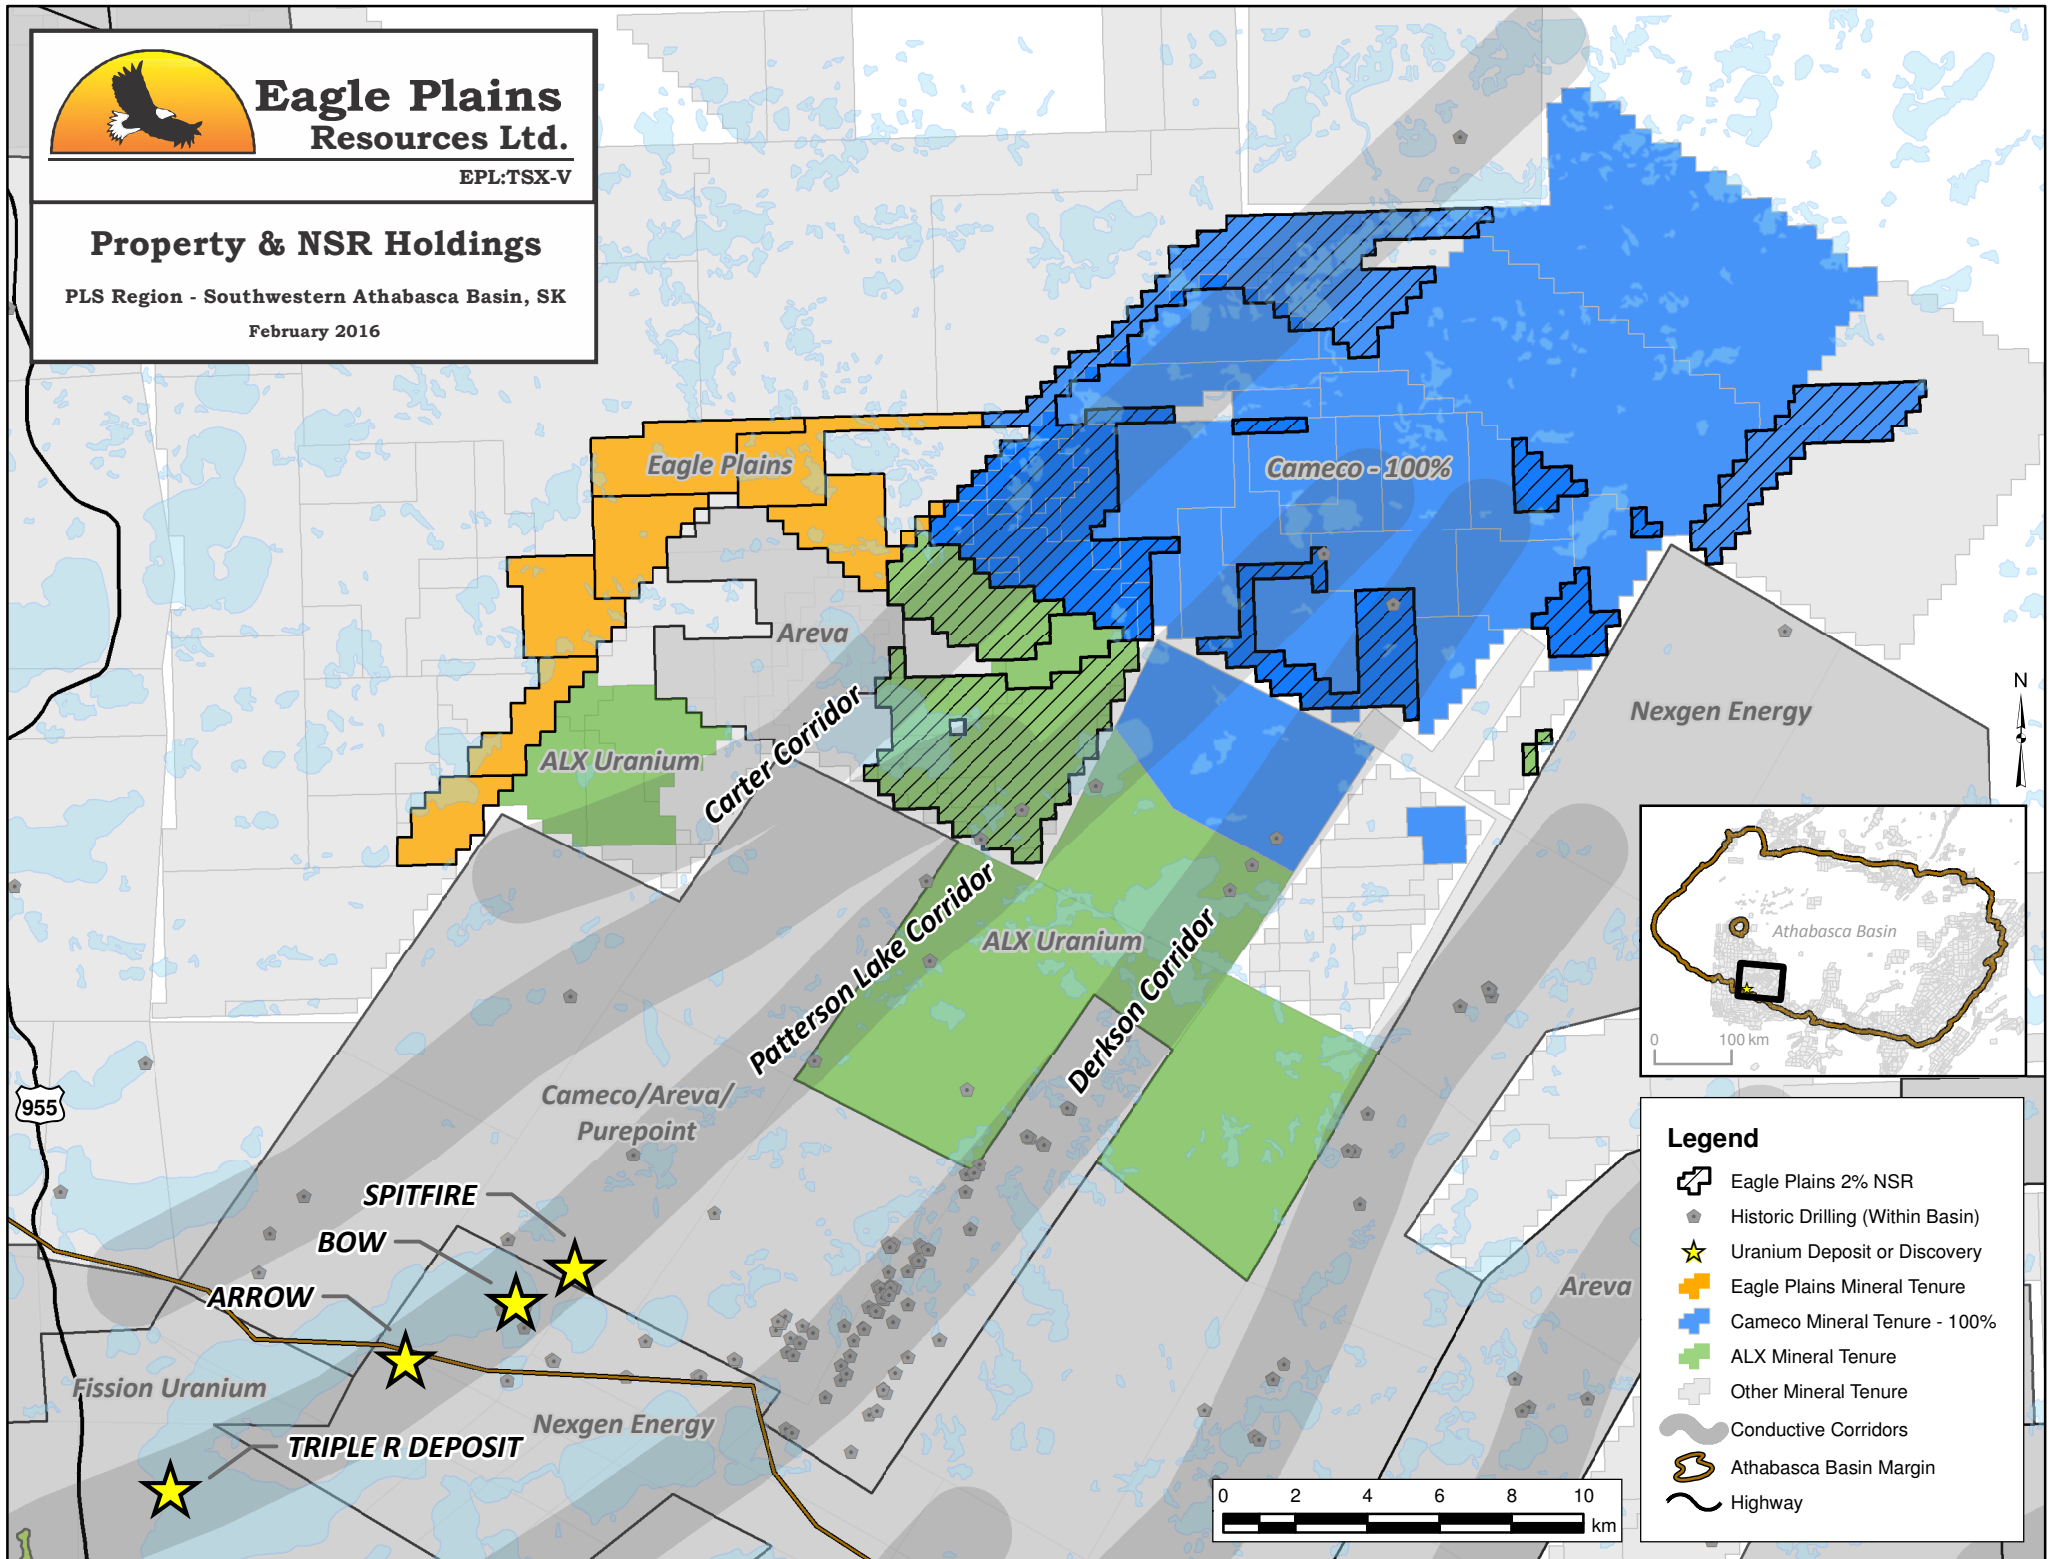 Eagle Plains
Resources Ltd.
EPL:TSX-V
Property & NSR Holdings
PLS Region - Southwestern Athabasca Basin, SK
February 2016
Eagle Plains
Cameco - 100%
Areva
Nexgen Energy
N
ALX Uranium
Carter Corridor
Patterson Lake Corridor
ALX Uranium
Derkson Corridor
Athabasca Basin
0 100 km
Cameco/Areva/
Purepoint
955
SPITFIRE
BOW
ARROW
Fission Uranium
TRIPLE R DEPOSIT
Nexgen Energy
Areva
Legend
Eagle Plains 2% NSR
Historic Drilling (Within Basin)
Uranium Deposit or Discovery
Eagle Plains Mineral Tenure
Cameco Mineral Tenure - 100%
ALX Mineral Tenure
Other Mineral Tenure
Conductive Corridors
Athabasca Basin Margin
Highway
0 2 4 6 8 10
km